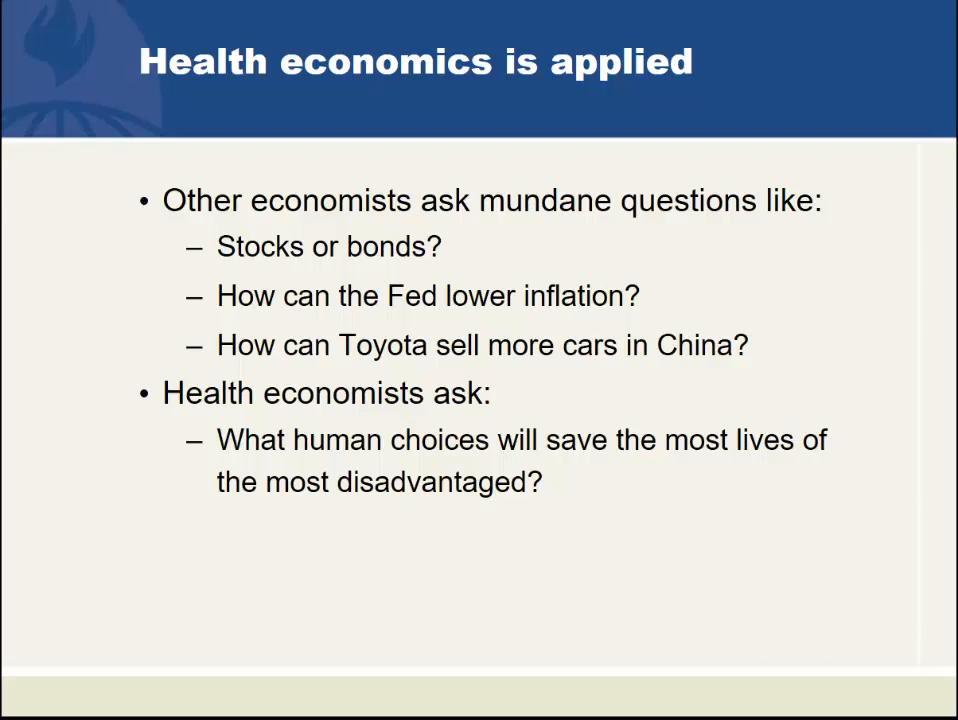 Health economics is applied
• Other economists ask mundane questions like:
– Stocks or bonds?
– How can the Fed lower inflation?
– How can Toyota sell more cars in China?
• Health economists ask:
– What human choices will save the most lives of
the most disadvantaged?